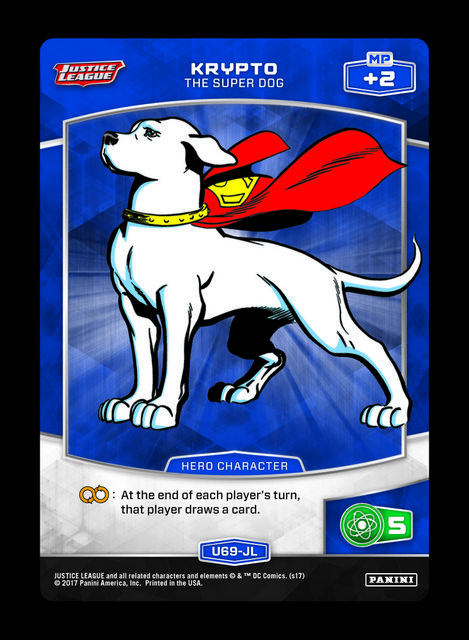 JUSTICE
LEAGUE
KRYPTO
THE SUPER DOG
MP
+2
HERO CHARACTER
: At the end of each player's turn,
that player draws a card.
5
U69-JL
JUSTICE LEAGUE and all related characters and elements © & ™ DC Comics. (s17)
© 2017 Panini America, Inc. Printed in the USA.
PANINI